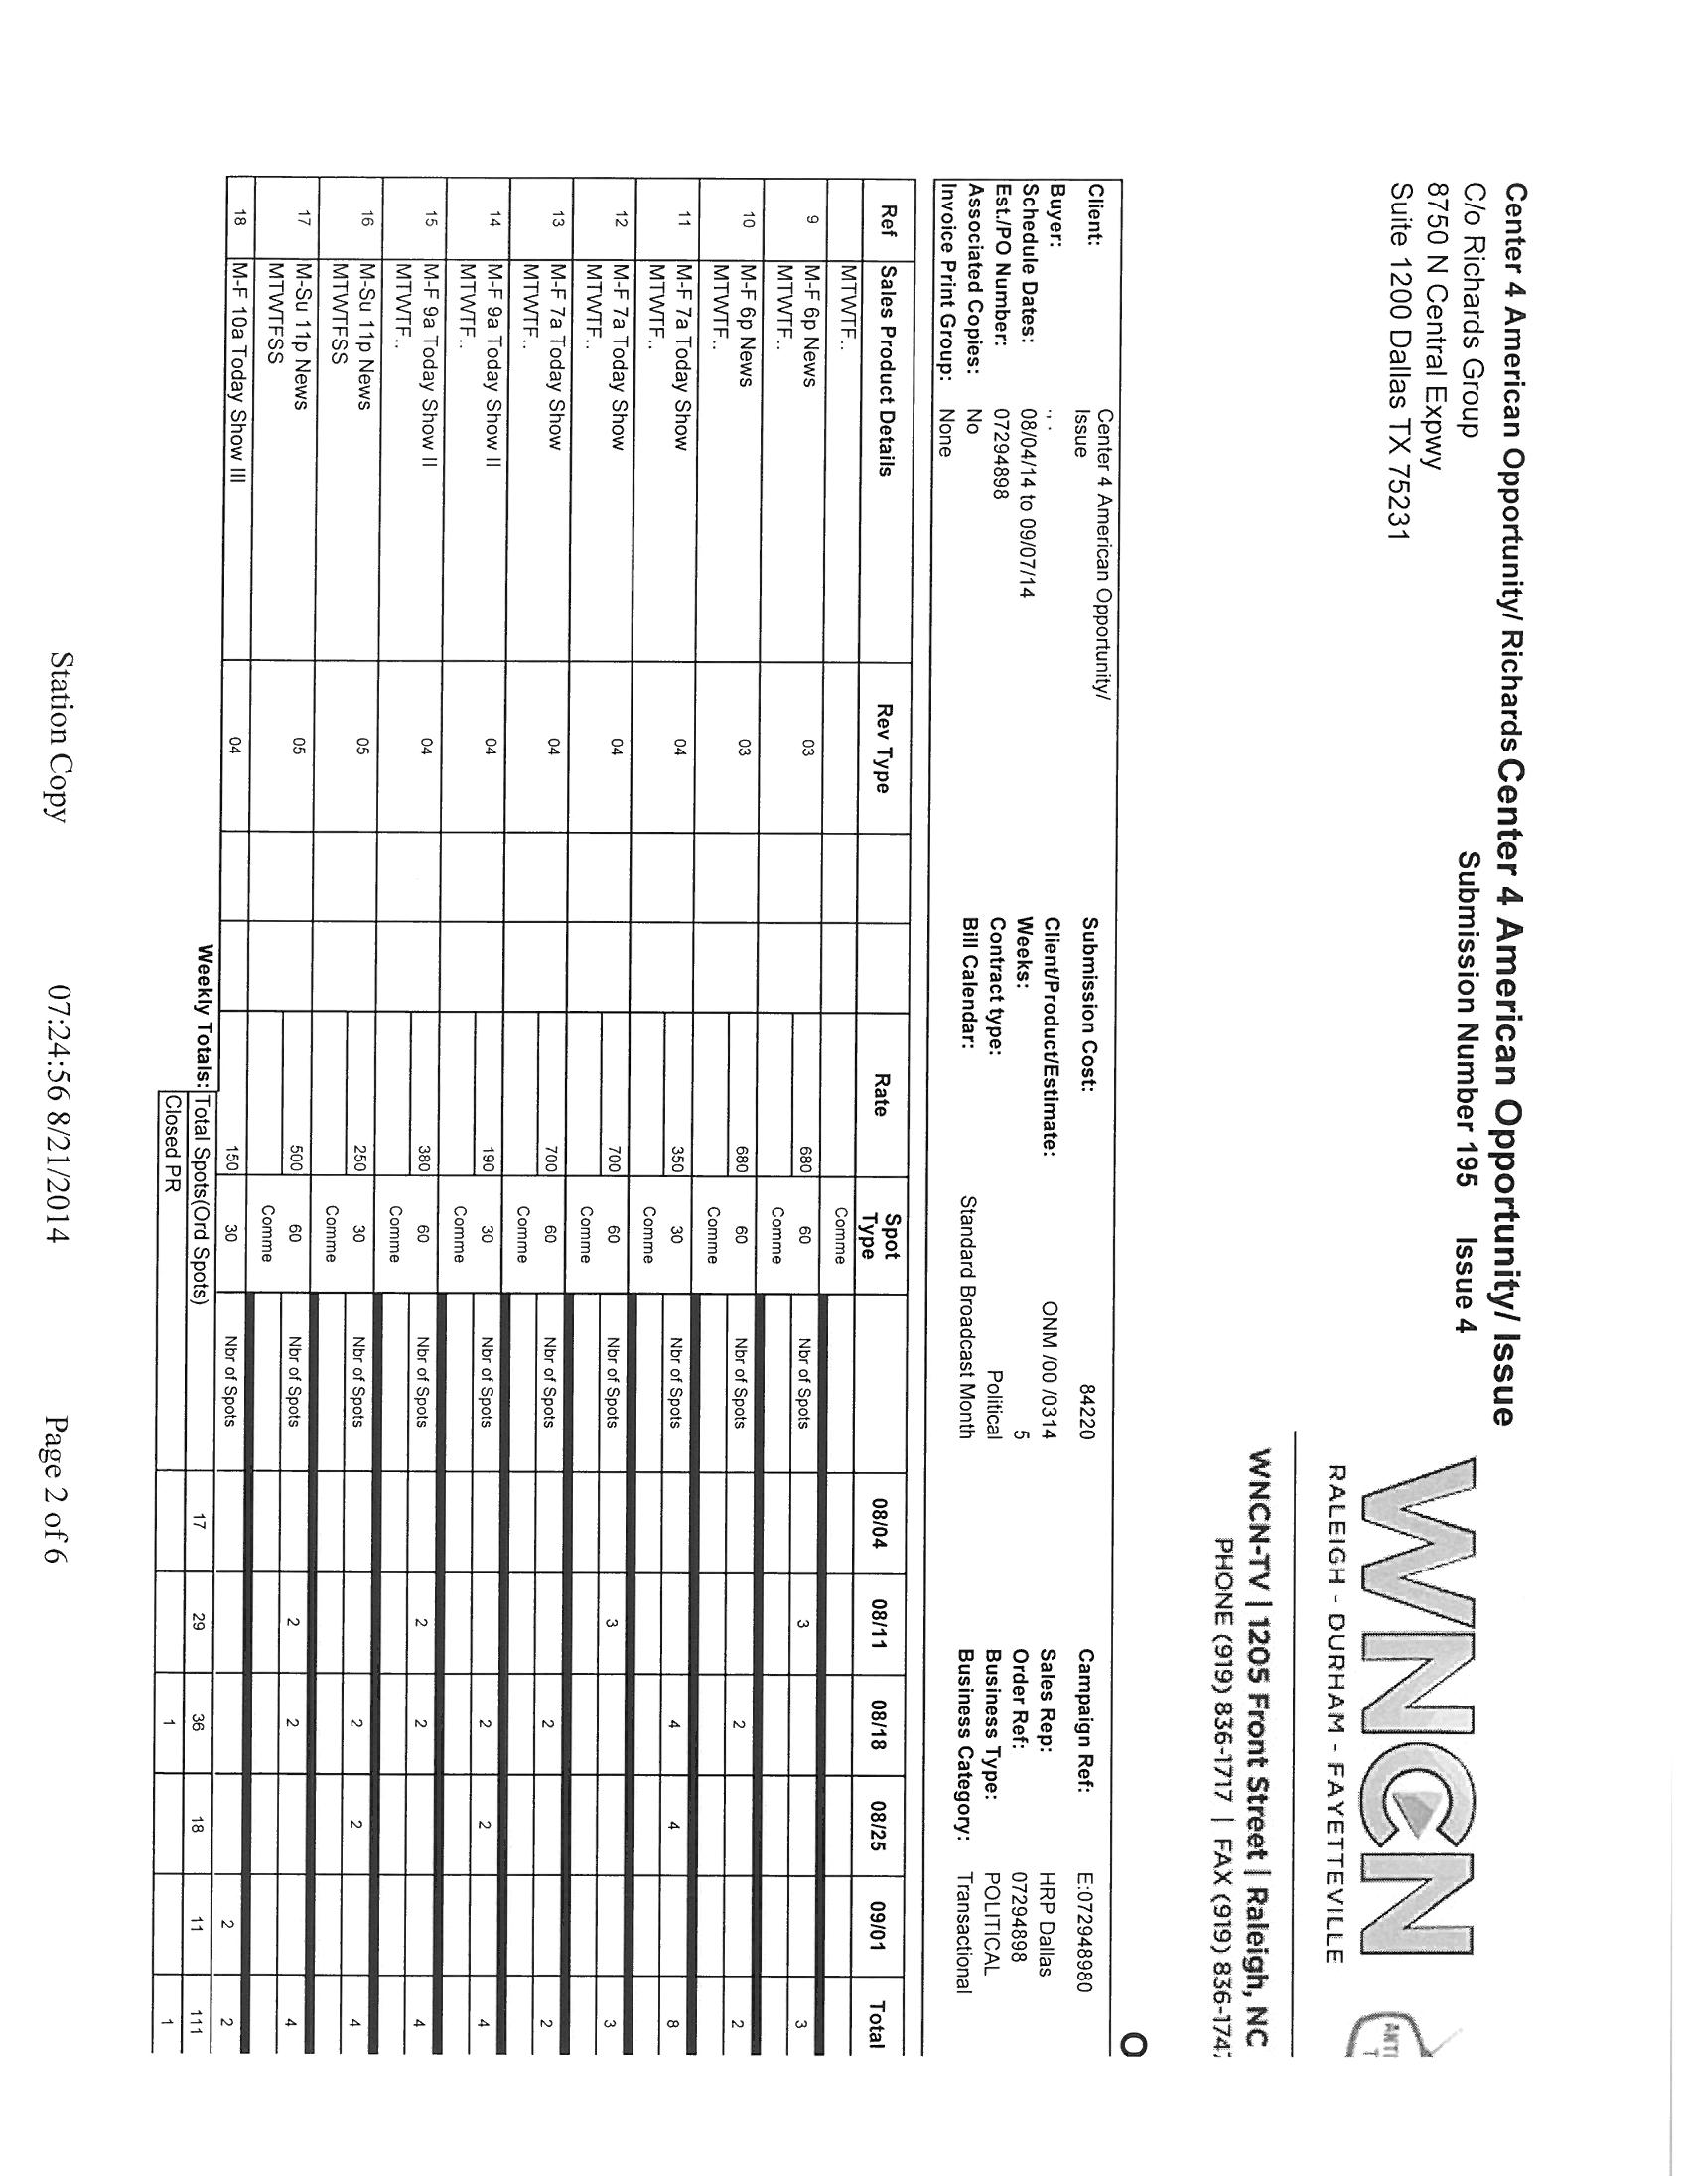 Center 4 American Opportunity/ Richards Center 4 American Opportunity/ Issue
C/o Richards Group
8750 N Central Expwy
Suite 1200 Dallas TX 75231
Submission Number 195 Issue 4
WNCN
RALEIGH - DURHAM - FAYETTEVILLE
WNCN-TV | 1205 Front Street | Raleigh, NC
PHONE (919) 836-1717 | FAX (919) 836-174
O
Client: Center 4 American Opportunity/ Submission Cost: 84220 Campaign Ref: E:072948980
Issue
Buyer: , , Client/Product/Estimate: ONM /00 /0314 Sales Rep: HRP Dallas
Schedule Dates: 08/04/14 to 09/07/14 Weeks: 5 Order Ref: 07294898
Est./PO Number: 07294898 Contract type: Political Business Type: POLITICAL
Associated Copies: No Bill Calendar: Standard Broadcast Month Business Category: Transactional
Invoice Print Group: None
Ref Sales Product Details Rev Type Rate Spot Type 08/04 08/11 08/18 08/25 09/01 Total
MTWTF.. Comme
9 M-F 6p News 03 680 60 Nbr of Spots 3 3
MTWTF.. Comme
10 M-F 6p News 03 680 60 Nbr of Spots 2 2
MTWTF.. Comme
11 M-F 7a Today Show 04 350 30 Nbr of Spots 4 4 8
MTWTF.. Comme
12 M-F 7a Today Show 04 700 60 Nbr of Spots 3 3
MTWTF.. Comme
13 M-F 7a Today Show 04 700 60 Nbr of Spots 2 2
MTWTF.. Comme
14 M-F 9a Today Show II 04 190 30 Nbr of Spots 2 2 4
MTWTF.. Comme
15 M-F 9a Today Show II 04 380 60 Nbr of Spots 2 2 4
MTWTF.. Comme
16 M-Su 11p News 05 250 30 Nbr of Spots 2 2 4
MTWTFSS Comme
17 M-Su 11p News 05 500 60 Nbr of Spots 2 2 4
MTWTFSS Comme
18 M-F 10a Today Show III 04 150 30 Nbr of Spots 2 2
Weekly Totals: Total Spots(Ord Spots) 17 29 36 18 11 111
Closed PR 1 1
Station Copy 07:24:56 8/21/2014 Page 2 of 6